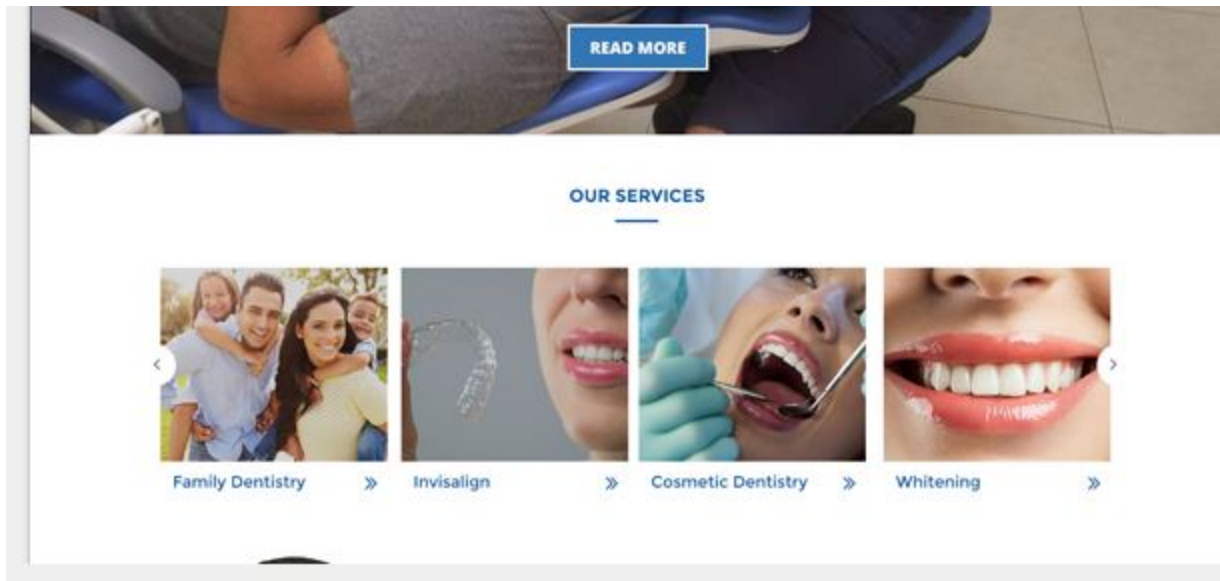 READ MORE
OUR SERVICES
Family Dentistry »
Invisalign »
Cosmetic Dentistry »
Whitening »